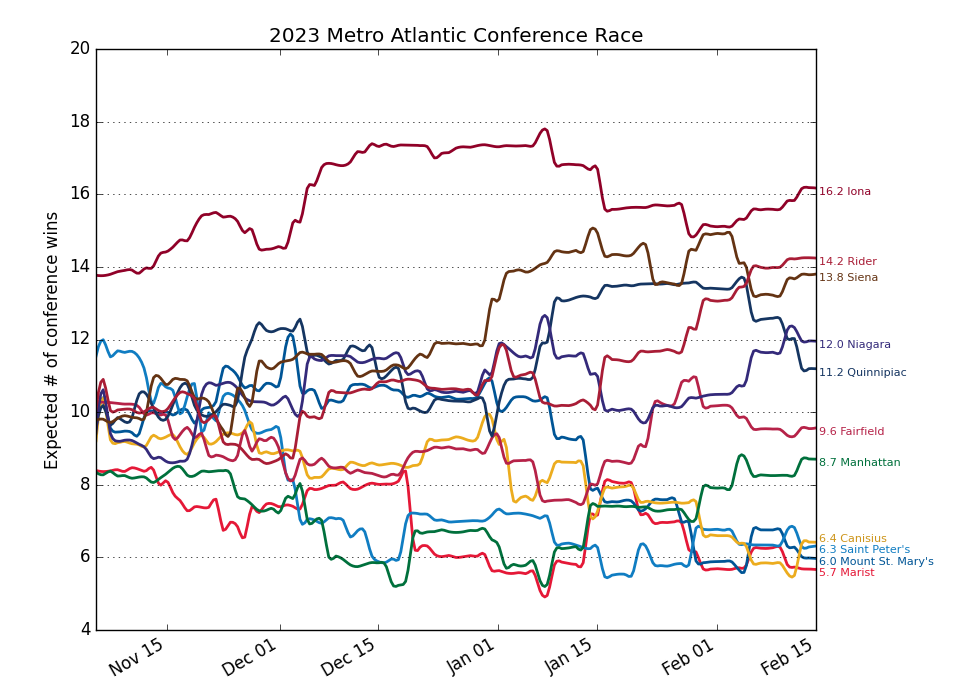 2023 Metro Atlantic Conference Race
Expected # of conference wins
20
18
16
14
12
10
8
6
4
16.2 Iona
14.2 Rider
13.8 Siena
12.0 Niagara
11.2 Quinnipiac
9.6 Fairfield
8.7 Manhattan
6.4 Canisius
6.3 Saint Peter's
6.0 Mount St. Mary's
5.7 Marist
Nov 15
Dec 01
Dec 15
Jan 01
Jan 15
Feb 01
Feb 15